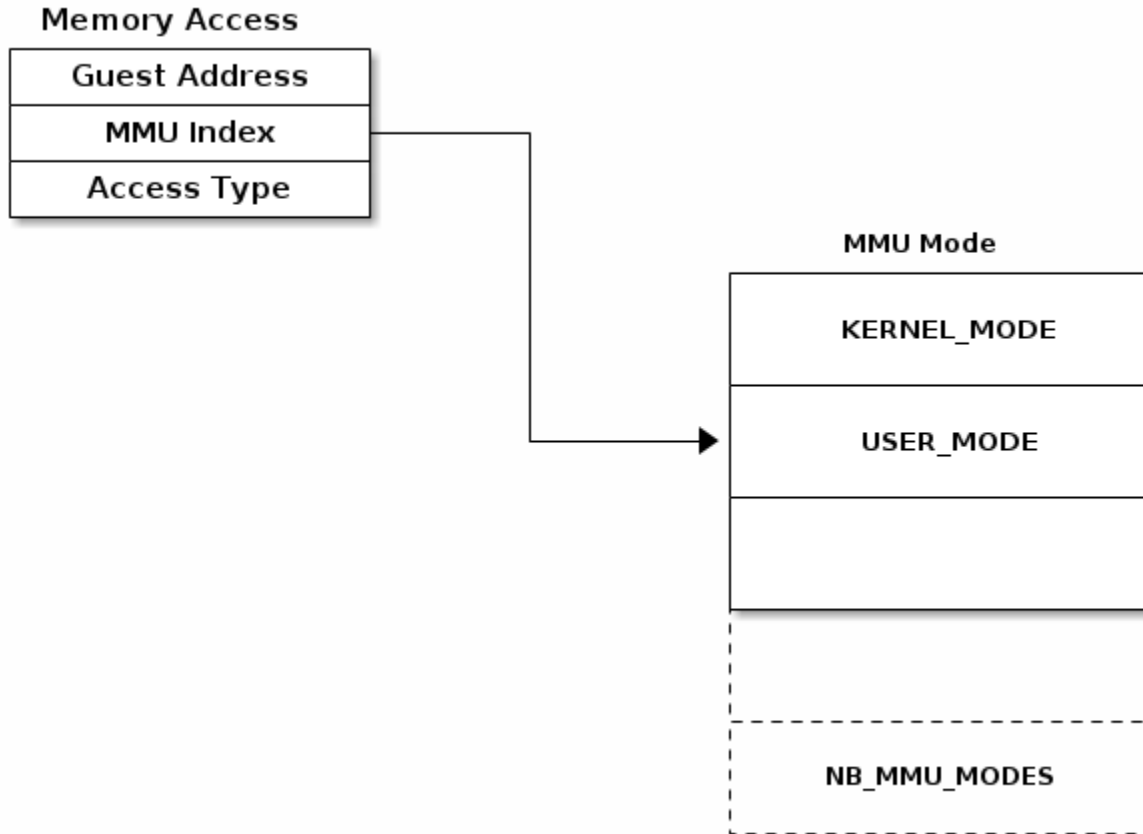 Memory Access
Guest Address
MMU Index
Access Type
MMU Mode
KERNEL_MODE
USER_MODE
NB_MMU_MODES